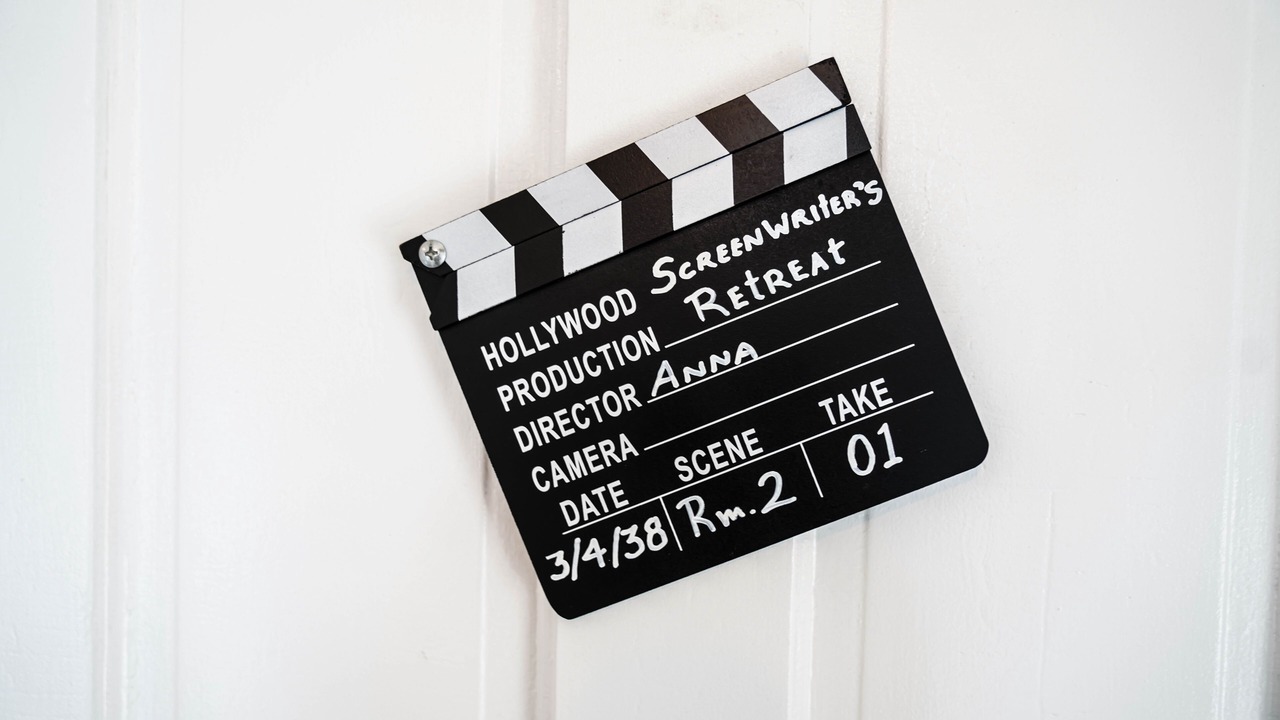 HOLLYWOOD ScREENWRitER'S
PRODUCTION REtREAt
DIRECTOR ANNA
CAMERA
DATE SCENE TAKE
3/4/38 Rm.2 01